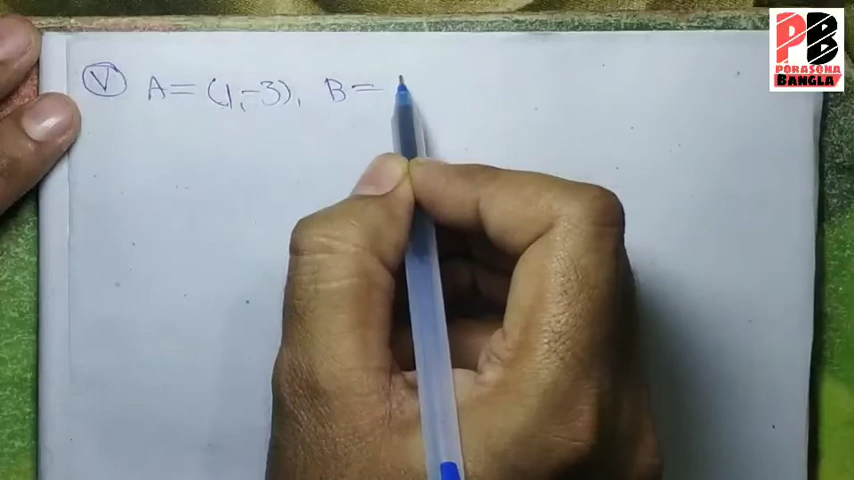 Ⓥ A = (1, -3), B =
PB
PORASONA
BANGLA